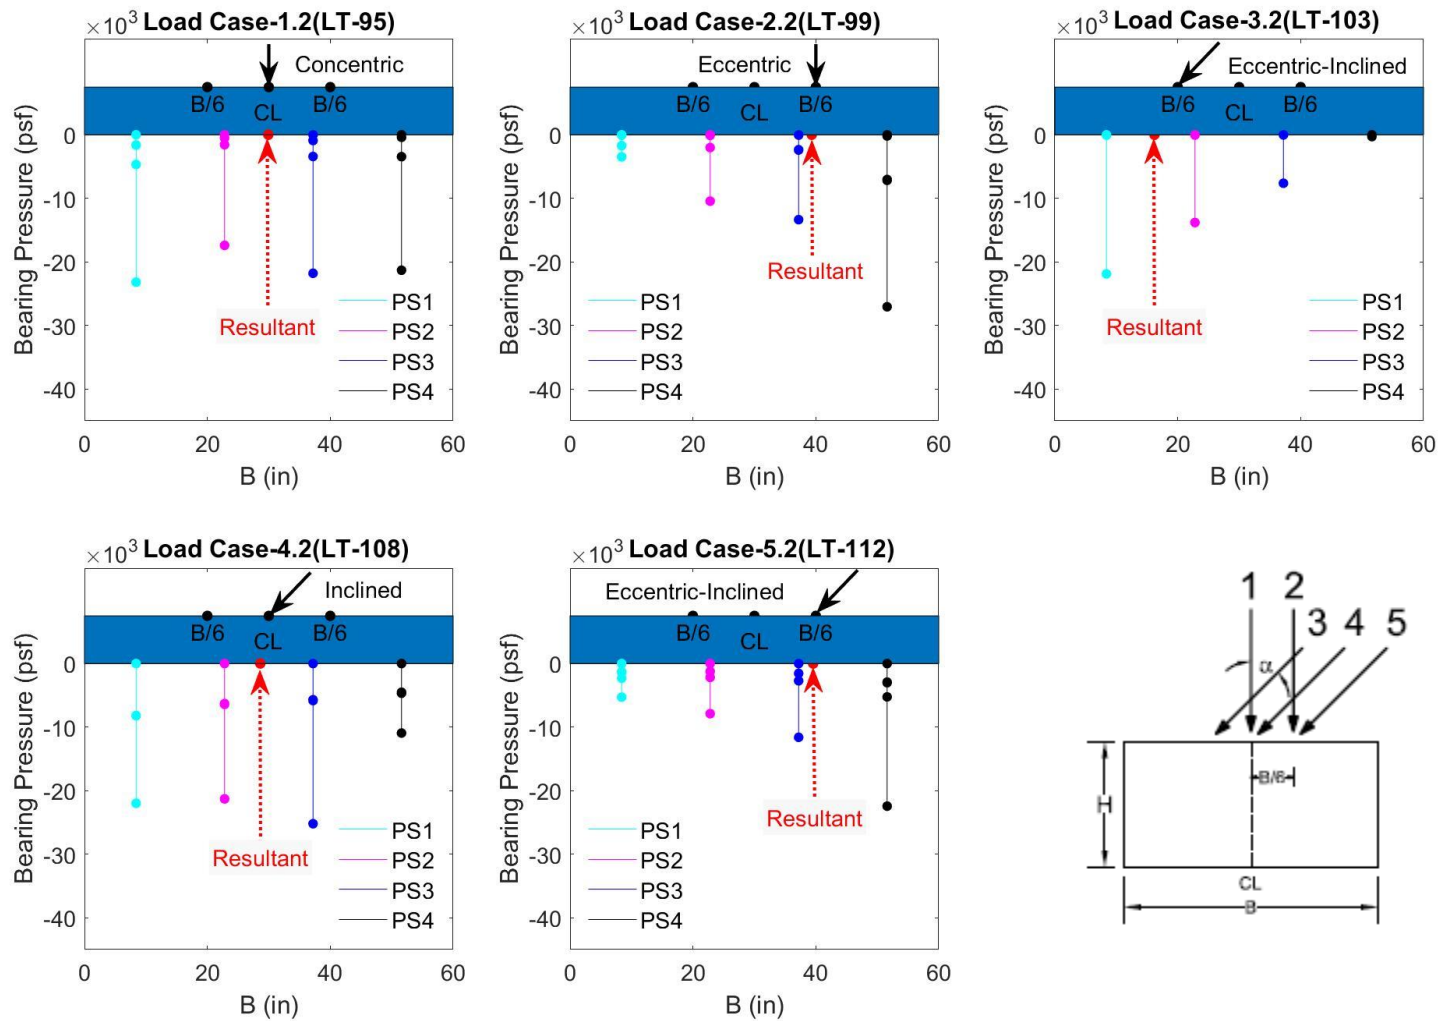 ×10³ Load Case-1.2(LT-95)
Concentric
B/6 CL B/6
Bearing Pressure (psf)
0
-10
-20
-30
-40
Resultant
PS1
PS2
PS3
PS4
0 20 40 60
B (in)
×10³ Load Case-2.2(LT-99)
Eccentric
B/6 CL B/6
Bearing Pressure (psf)
0
-10
-20
-30
-40
Resultant
PS1
PS2
PS3
PS4
0 20 40 60
B (in)
×10³ Load Case-3.2(LT-103)
Eccentric-Inclined
B/6 CL B/6
Bearing Pressure (psf)
0
-10
-20
-30
-40
Resultant
PS1
PS2
PS3
PS4
0 20 40 60
B (in)
×10³ Load Case-4.2(LT-108)
Inclined
B/6 CL B/6
Bearing Pressure (psf)
0
-10
-20
-30
-40
Resultant
PS1
PS2
PS3
PS4
0 20 40 60
B (in)
×10³ Load Case-5.2(LT-112)
Eccentric-Inclined
B/6 CL B/6
Bearing Pressure (psf)
0
-10
-20
-30
-40
Resultant
PS1
PS2
PS3
PS4
0 20 40 60
B (in)
1 2 3 4 5
α
B/6
H
CL
B